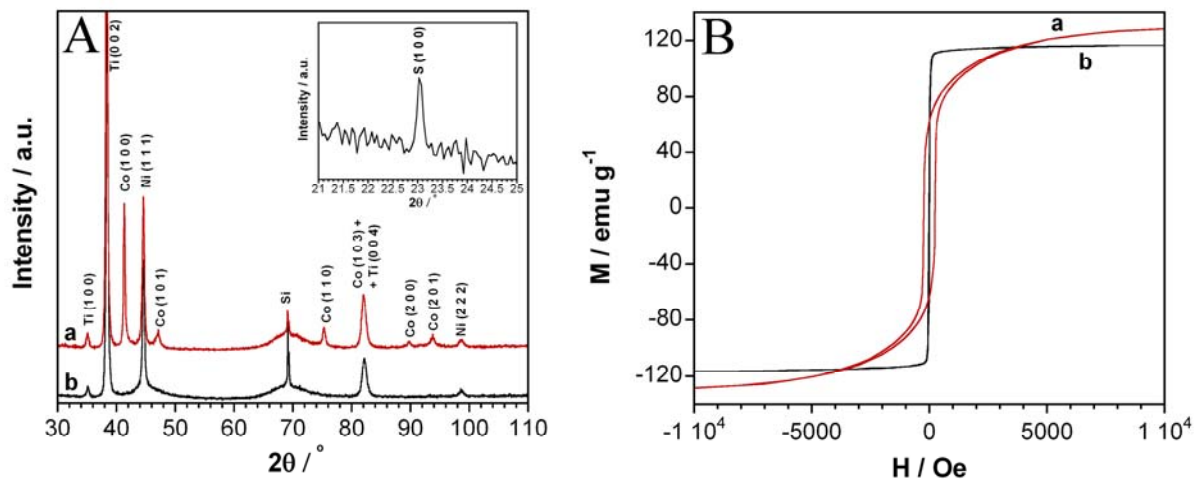 A
Intensity / a.u.
Ti (1 0 0)
Ti (0 0 2)
Co (1 0 0)
Ni (1 1 1)
Co (1 0 1)
Si
Co (1 1 0)
Co (1 0 3) +
+ Ti (0 0 4)
Co (2 0 0)
Co (2 0 1)
Ni (2 2 2)
a
b
30 40 50 60 70 80 90 100 110
2θ / °
Intensity / a.u.
S (1 0 0)
21 21.5 22 22.5 23 23.5 24 24.5 25
2θ / °
B
M / emu g⁻¹
120
80
40
0
-40
-80
-120
a
b
-1 10⁴ -5000 0 5000 1 10⁴
H / Oe